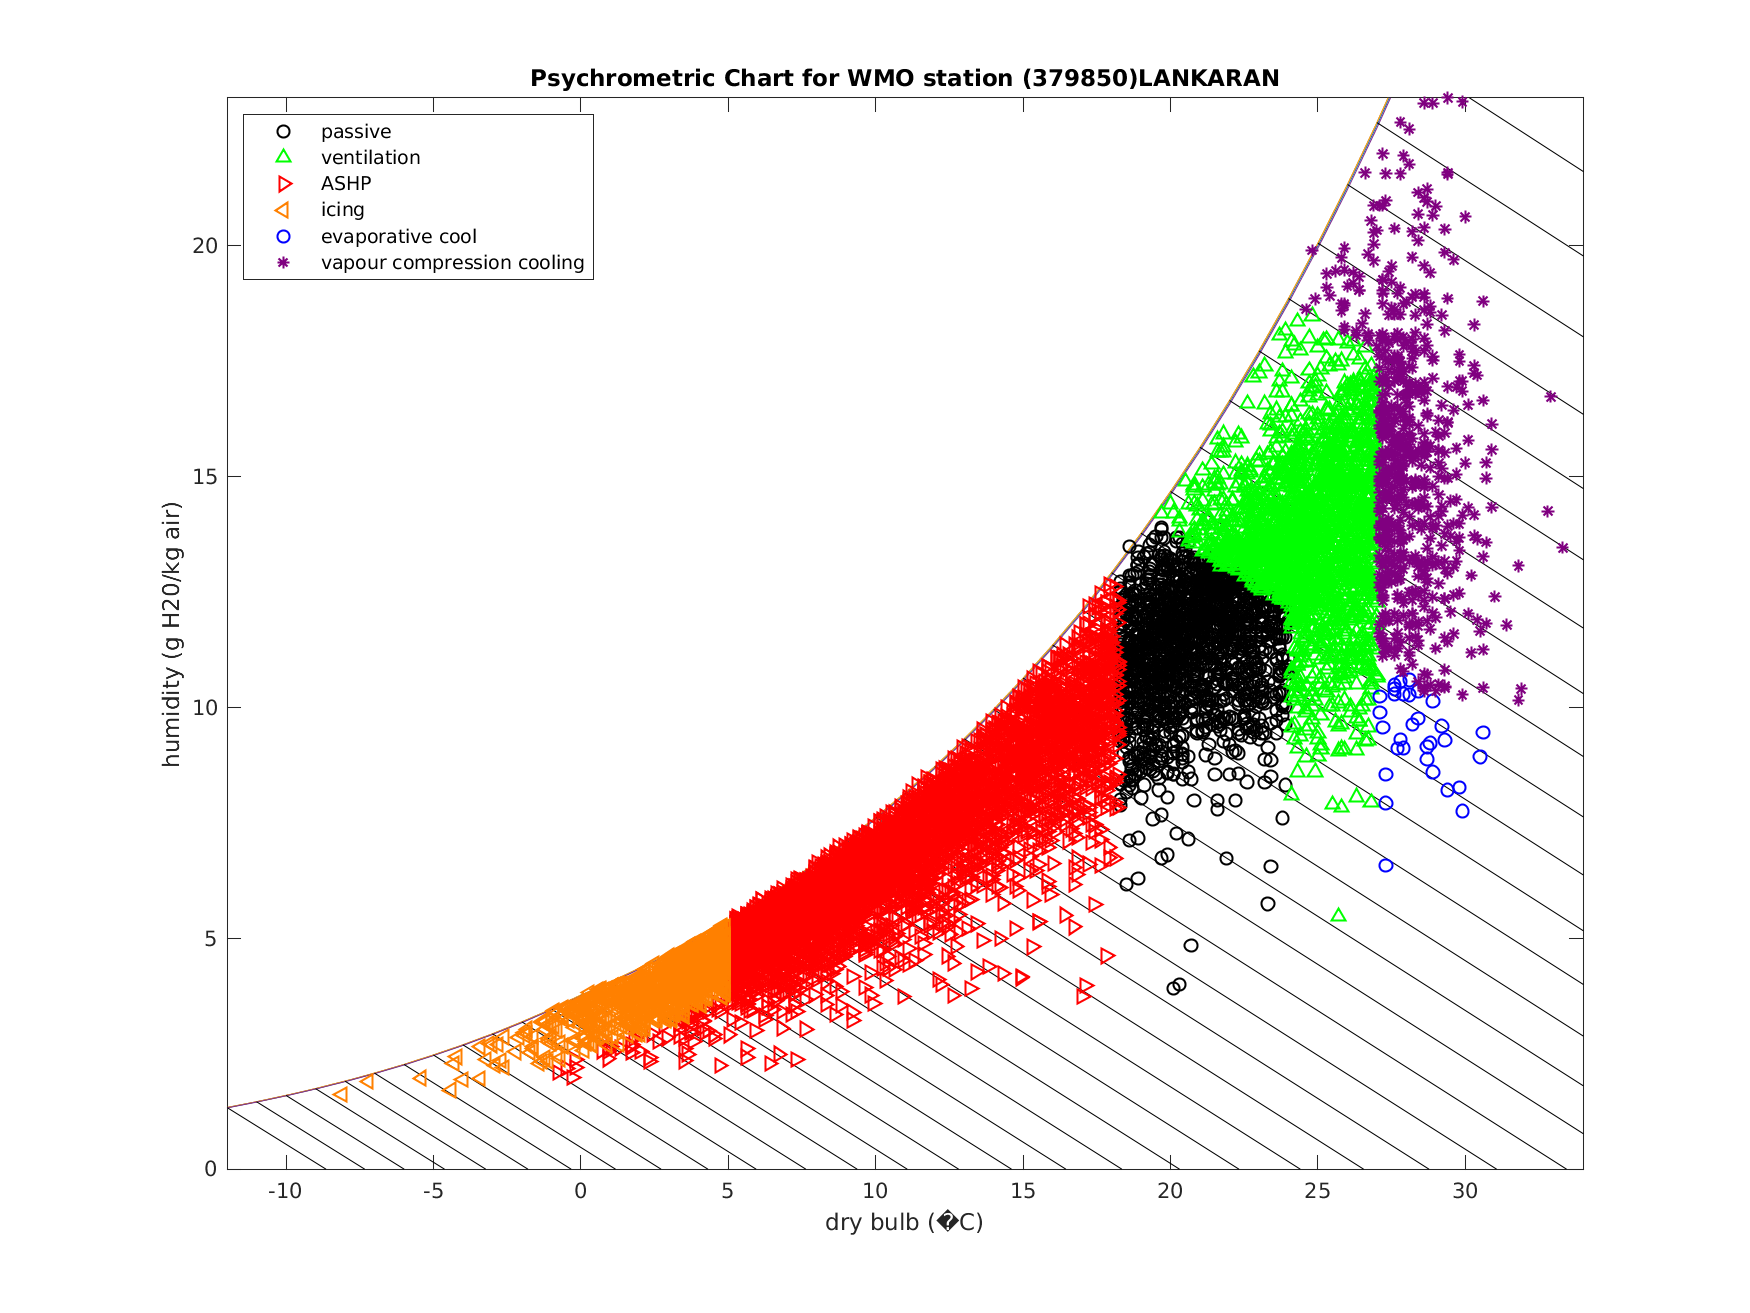 Psychrometric Chart for WMO station (379850)LANKARAN
passive
ventilation
ASHP
icing
evaporative cool
vapour compression cooling
20
15
10
5
0
humidity (g H20/kg air)
-10 -5 0 5 10 15 20 25 30
dry bulb (�C)